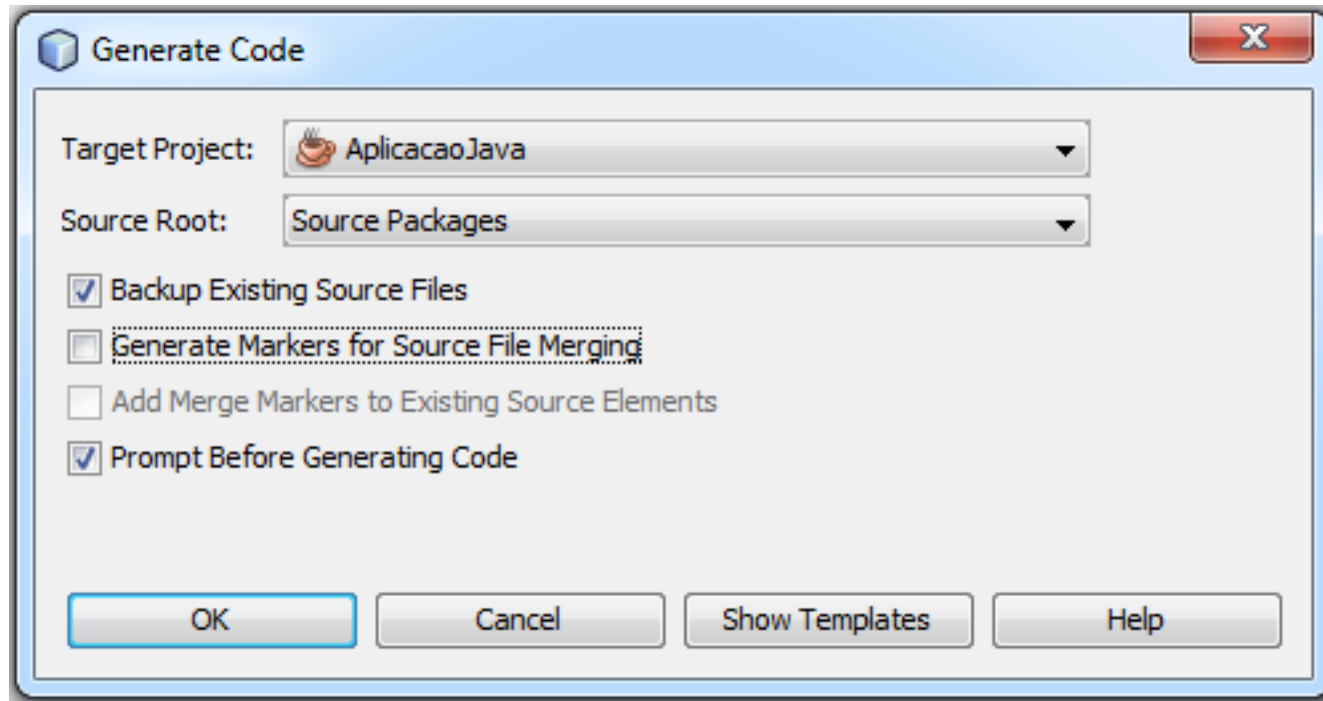 Generate Code
Target Project: AplicacaoJava
Source Root: Source Packages
Backup Existing Source Files
Generate Markers for Source File Merging
Add Merge Markers to Existing Source Elements
Prompt Before Generating Code
OK Cancel Show Templates Help